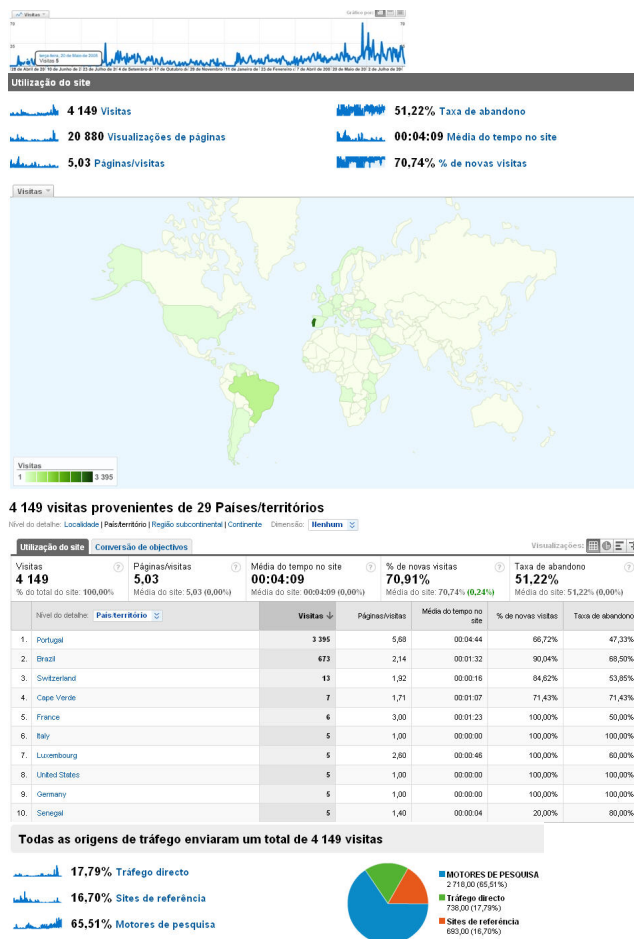 Visitas
Gráfico por:
70
70
35
terça-feira, 20 de Maio de 2008
Visitas 5
Utilização do site
4 149 Visitas
51,22% Taxa de abandono
20 880 Visualizações de páginas
00:04:09 Média do tempo no site
5,03 Páginas/visitas
70,74% % de novas visitas
Visitas
Visitas
1
3 395
4 149 visitas provenientes de 29 Países/territórios
Nível do detalhe: Localidade | País/território | Região subcontinental | Continente Dimensão: Nenhum
Utilização do site Conversão de objectivos Visualizações:
Visitas Páginas/visitas Média do tempo no site % de novas visitas Taxa de abandono
4 149 5,03 00:04:09 70,91% 51,22%
% do total do site: 100,00% Média do site: 5,03 (0,00%) Média do site: 00:04:09 (0,00%) Média do site: 70,74% (0,24%) Média do site: 51,22% (0,00%)
Nível do detalhe: País/território Visitas Páginas/visitas Média do tempo no site % de novas visitas Taxa de abandono
1. Portugal 3 395 5,68 00:04:44 66,72% 47,33%
2. Brazil 673 2,14 00:01:32 90,04% 68,50%
3. Switzerland 13 1,92 00:00:16 84,62% 53,85%
4. Cape Verde 7 1,71 00:01:07 71,43% 71,43%
5. France 6 3,00 00:01:23 100,00% 50,00%
6. Italy 5 1,00 00:00:00 100,00% 100,00%
7. Luxembourg 5 2,60 00:00:46 100,00% 60,00%
8. United States 5 1,00 00:00:00 100,00% 100,00%
9. Germany 5 1,00 00:00:00 100,00% 100,00%
10. Senegal 5 1,40 00:00:04 20,00% 80,00%
Todas as origens de tráfego enviaram um total de 4 149 visitas
17,79% Tráfego directo
16,70% Sites de referência
65,51% Motores de pesquisa
MOTORES DE PESQUISA
2 718,00 (65,51%)
Tráfego directo
738,00 (17,79%)
Sites de referência
693,00 (16,70%)